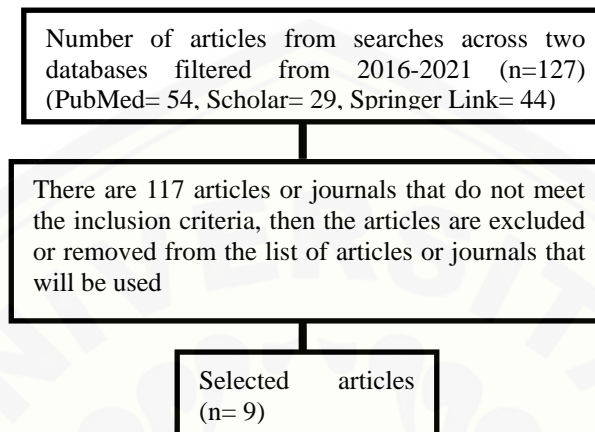 Number of articles from searches across two
databases filtered from 2016-2021 (n=127)
(PubMed= 54, Scholar= 29, Springer Link= 44)
There are 117 articles or journals that do not meet
the inclusion criteria, then the articles are excluded
or removed from the list of articles or journals that
will be used
Selected articles
(n= 9)